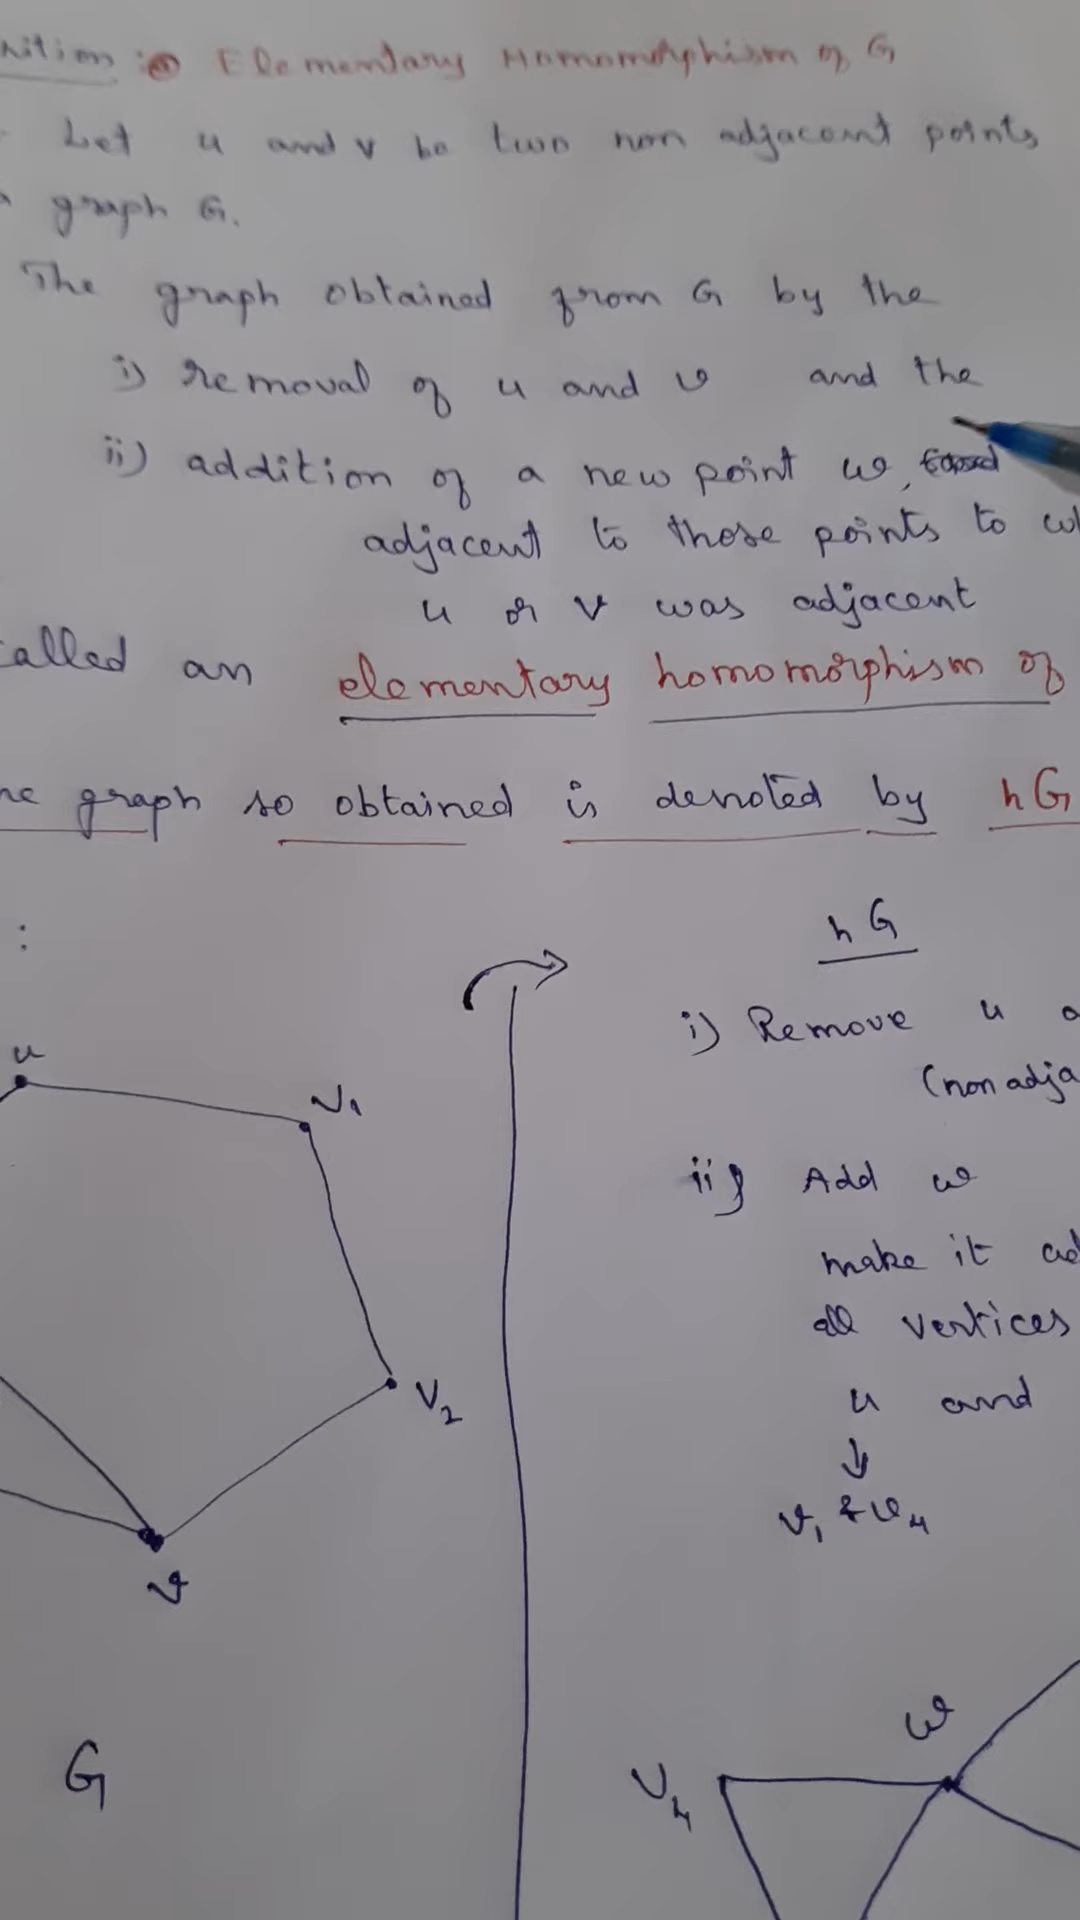 Elementary Homomorphism of G
Let u and v be two non adjacent points
graph G.
The graph obtained from G by the
i) removal of u and v and the
ii) addition of a new point w,
adjacent to those points to
u or v was adjacent
called an elementary homomorphism of
graph so obtained is denoted by hG
:
hG
i) Remove u
(non adja
ii) Add w
make it ad
all vertices
u and
↓
v₁ & v₄
u
V₁
V₂
v
G
w
V₄